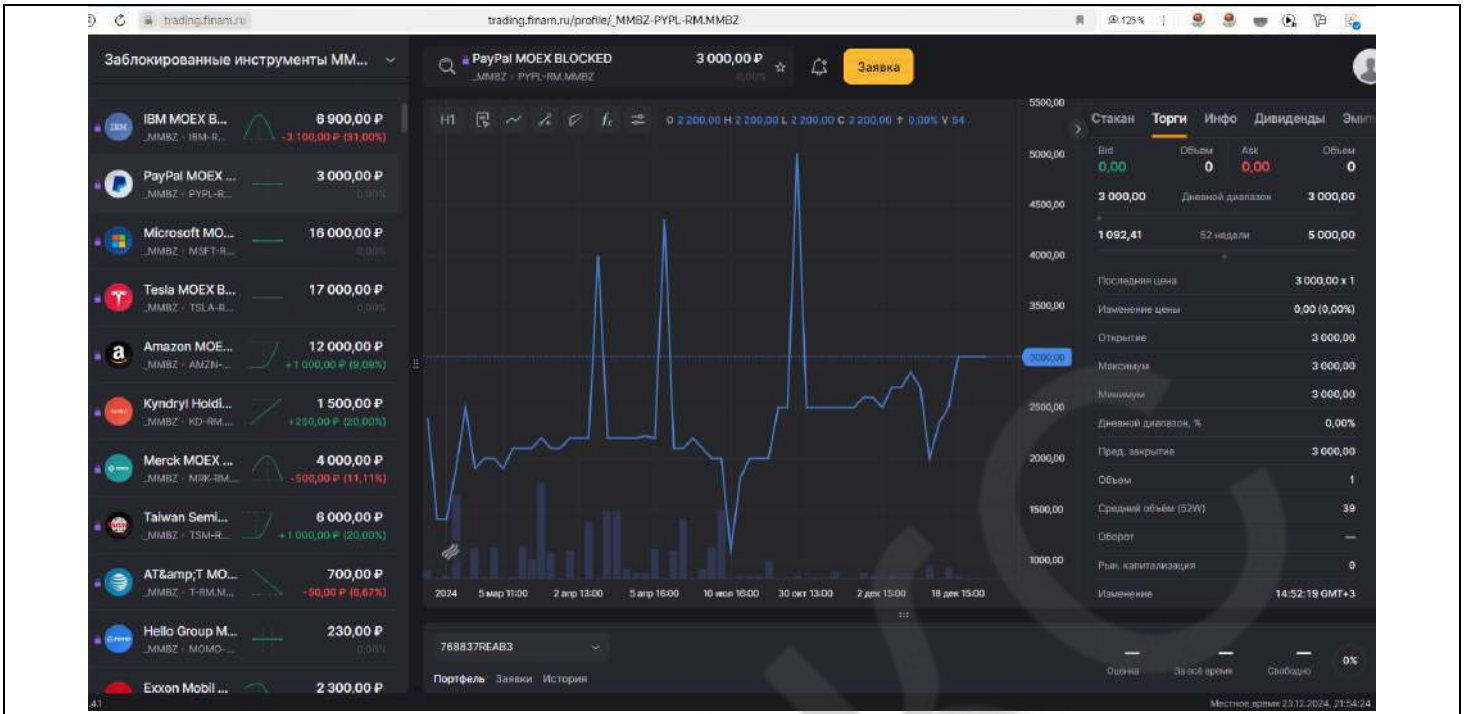 trading.finam.ru
trading.finam.ru/profile/_MMBZ-PYPL-RM.MMBZ
125 %
Заблокированные инструменты MM...
IBM MOEX B...
6 900,00 ₽
_MMBZ · IBM-R...
-3 100,00 ₽ (31,00%)
PayPal MOEX ...
3 000,00 ₽
_MMBZ · PYPL-R...
0,00%
Microsoft MO...
16 000,00 ₽
_MMBZ · MSFT-R...
0,00%
Tesla MOEX B...
17 000,00 ₽
_MMBZ · TSLA-R...
0,00%
Amazon MOE...
12 000,00 ₽
_MMBZ · AMZN-...
+1 000,00 ₽ (9,09%)
Kyndryl Holdi...
1 500,00 ₽
_MMBZ · KD-RM....
+250,00 ₽ (20,00%)
Merck MOEX ...
4 000,00 ₽
_MMBZ · MRK-RM....
-500,00 ₽ (11,11%)
Taiwan Semi...
6 000,00 ₽
_MMBZ · TSM-R...
+1 000,00 ₽ (20,00%)
AT&amp;T MO...
700,00 ₽
_MMBZ · T-RM.M...
-50,00 ₽ (6,67%)
Hello Group M...
230,00 ₽
_MMBZ · MOMO-...
0,00%
Exxon Mobil ...
2 300,00 ₽
PayPal MOEX BLOCKED
3 000,00 ₽
_MMBZ · PYPL-RM.MMBZ
0,00%
Заявка
H1
O 2 200,00 H 2 200,00 L 2 200,00 C 2 200,00 ↑ 0,00% V 54
5500,00
5000,00
4500,00
4000,00
3500,00
3000,00
2500,00
2000,00
1500,00
1000,00
2024
5 мар 11:00
2 апр 13:00
5 апр 16:00
10 июл 16:00
30 окт 13:00
2 дек 15:00
18 дек 15:00
Стакан Торги Инфо Дивиденды Эмит
Bid Объем Ask Объем
0,00 0 0,00 0
3 000,00 Дневной диапазон 3 000,00
1 092,41 52 недели 5 000,00
Последняя цена 3 000,00 x 1
Изменение цены 0,00 (0,00%)
Открытие 3 000,00
Максимум 3 000,00
Минимум 3 000,00
Дневной диапазон, % 0,00%
Пред. закрытие 3 000,00
Объем 1
Средний объём (52W) 39
Оборот —
Рын. капитализация 0
Изменение 14:52:19 GMT+3
768837REAB3
Портфель Заявки История
— — —
Оценка За всё время Свободно
0%
.4.1
Местное время 23.12.2024, 21:54:24